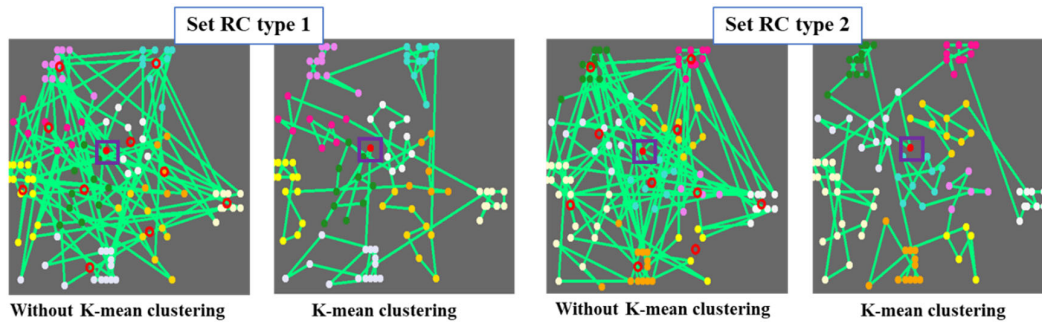 Set RC type 1
Set RC type 2
Without K-mean clustering
K-mean clustering
Without K-mean clustering
K-mean clustering